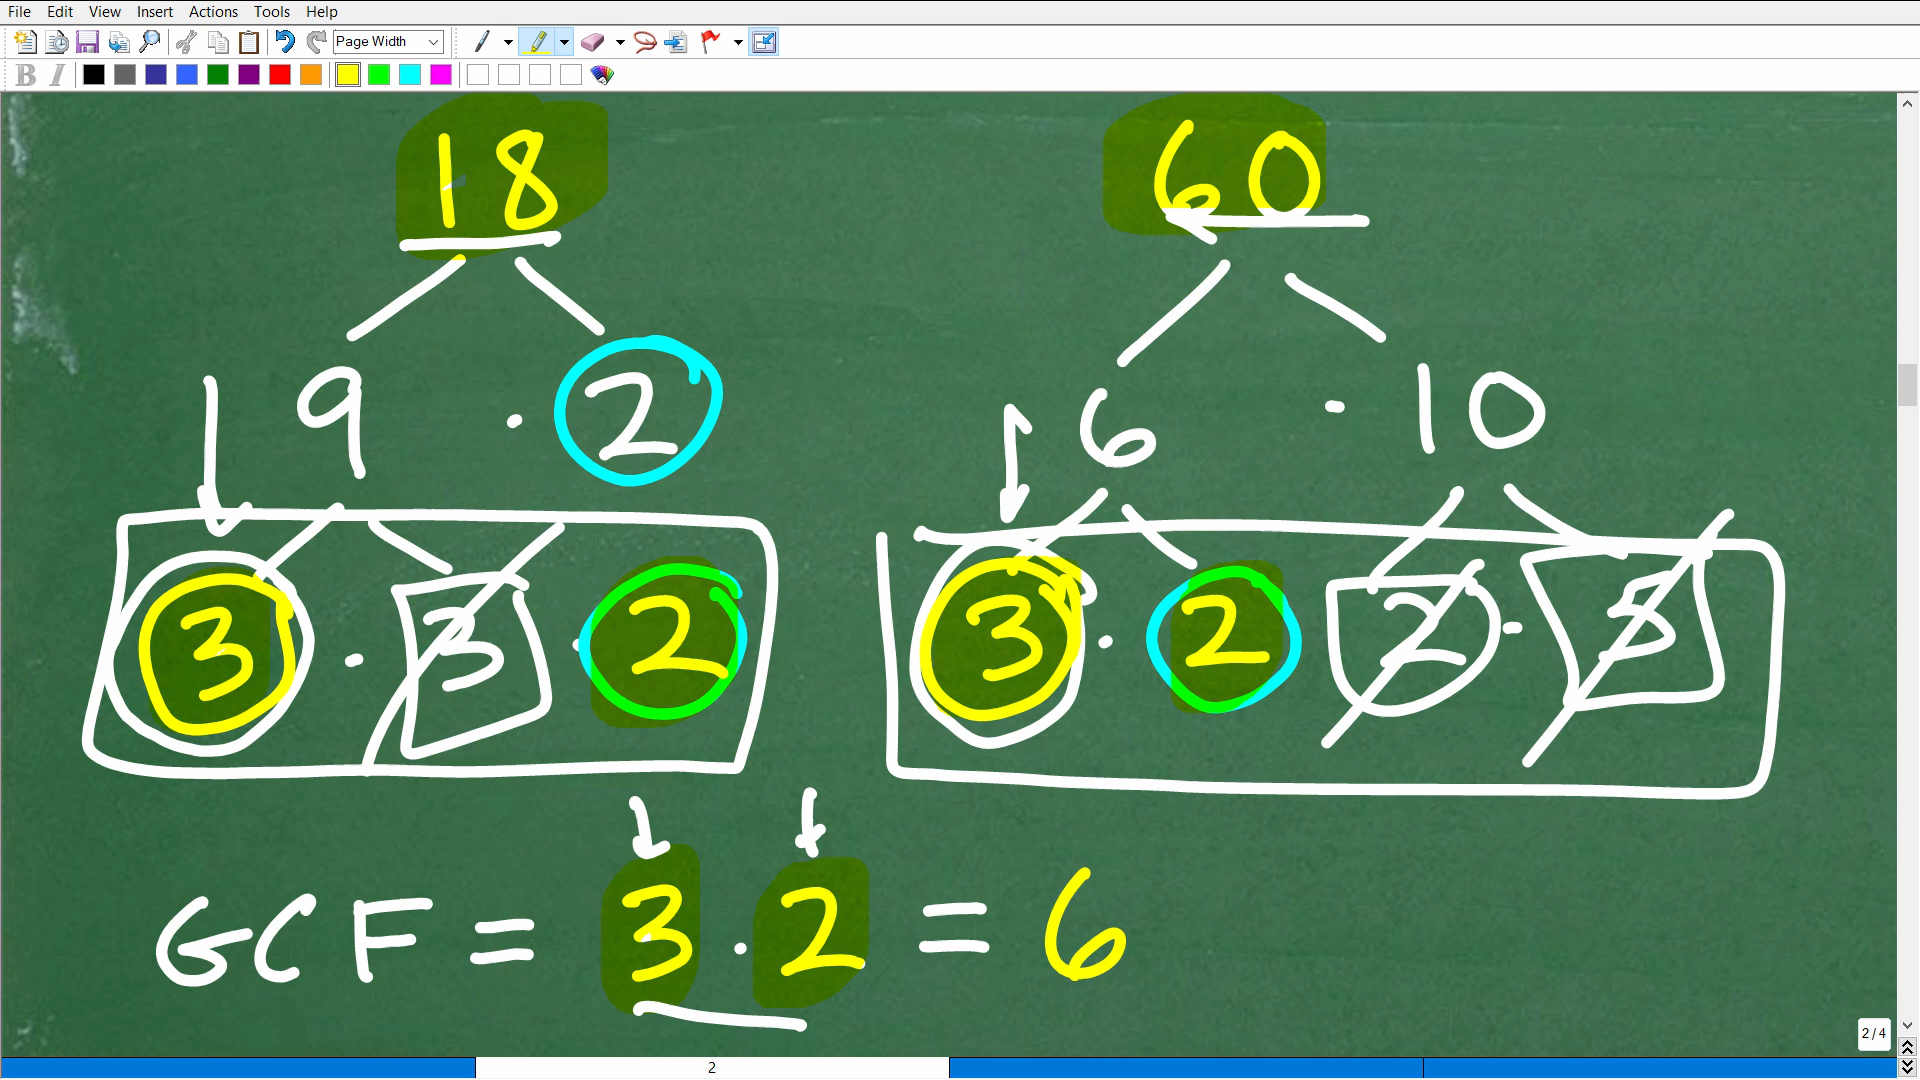 File Edit View Insert Actions Tools Help
Page Width
B I
18 60
9 · 2 6 · 10
3 · 3 · 2 3 · 2 2 · 5
GCF = 3 · 2 = 6
2 / 4
2